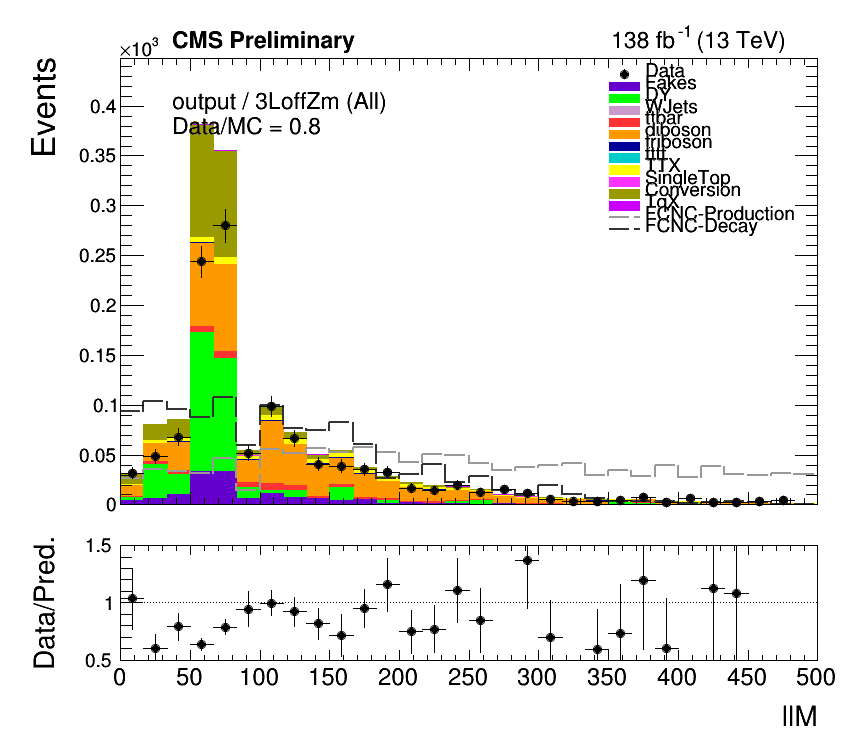 ×10³ CMS Preliminary 138 fb⁻¹ (13 TeV)
Events
output / 3LoffZm (All)
Data/MC = 0.8
Data
Fakes
DY
WJets
ttbar
diboson
triboson
tttt
TTX
SingleTop
Conversion
TqX
FCNC-Production
FCNC-Decay
0.4
0.35
0.3
0.25
0.2
0.15
0.1
0.05
0
Data/Pred.
1.5
1
0.5
0 50 100 150 200 250 300 350 400 450 500
llM